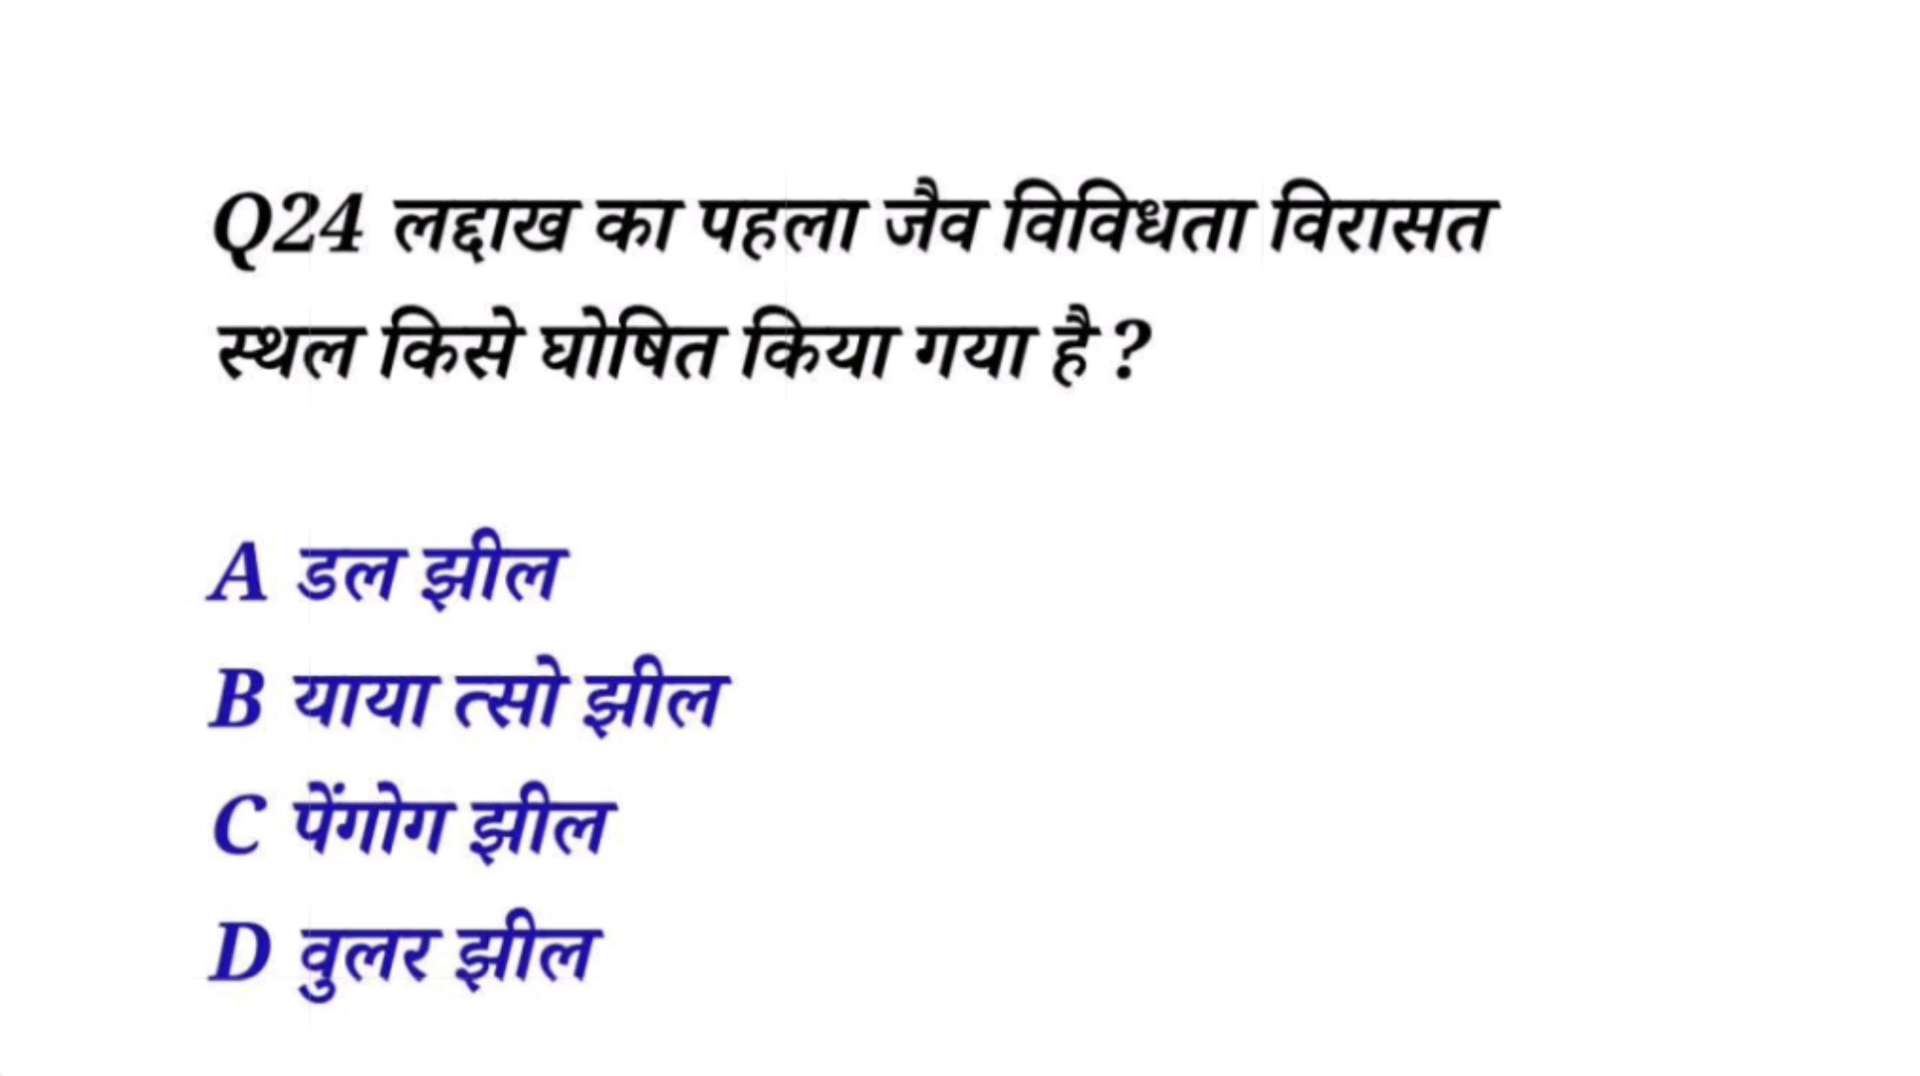 Q24 लद्दाख का पहला जैव विविधता विरासत
स्थल किसे घोषित किया गया है ?
A डल झील
B याया त्सो झील
C पेंगोग झील
D वुलर झील